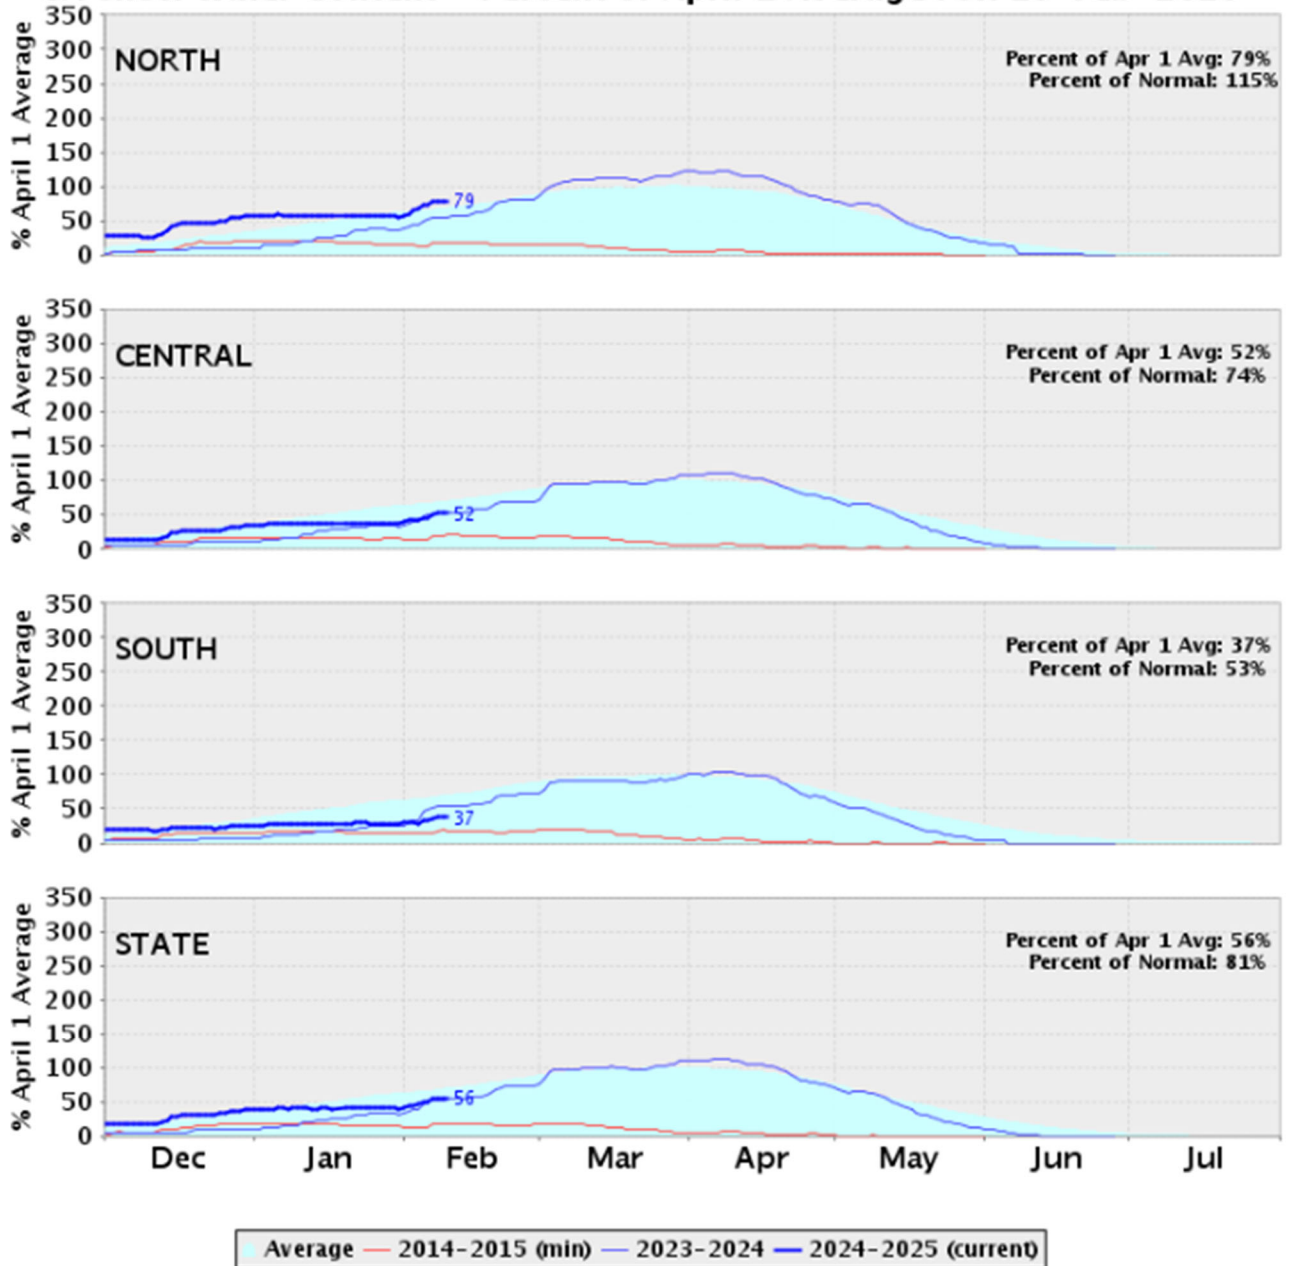 350
300
250
200
150
100
50
0
% April 1 Average
NORTH
Percent of Apr 1 Avg: 79%
Percent of Normal: 115%
79
350
300
250
200
150
100
50
0
% April 1 Average
CENTRAL
Percent of Apr 1 Avg: 52%
Percent of Normal: 74%
52
350
300
250
200
150
100
50
0
% April 1 Average
SOUTH
Percent of Apr 1 Avg: 37%
Percent of Normal: 53%
37
350
300
250
200
150
100
50
0
% April 1 Average
STATE
Percent of Apr 1 Avg: 56%
Percent of Normal: 81%
56
Dec Jan Feb Mar Apr May Jun Jul
Average 2014-2015 (min) 2023-2024 2024-2025 (current)